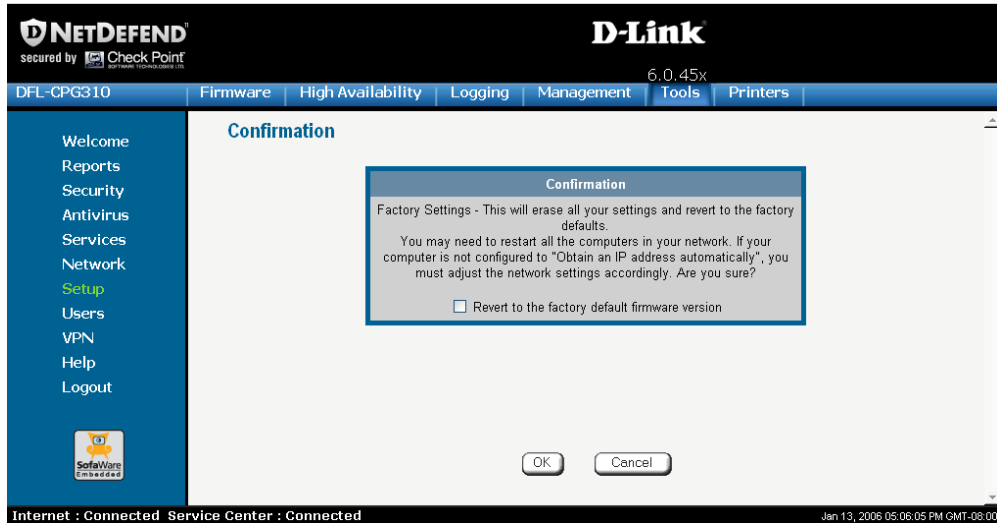 D NETDEFEND™
secured by Check Point
SOFTWARE TECHNOLOGIES LTD.
D-Link
6.0.45x
DFL-CPG310
Firmware | High Availability | Logging | Management | Tools | Printers |
Welcome
Reports
Security
Antivirus
Services
Network
Setup
Users
VPN
Help
Logout
SofaWare
Embedded
Confirmation
Confirmation
Factory Settings - This will erase all your settings and revert to the factory
defaults.
You may need to restart all the computers in your network. If your
computer is not configured to "Obtain an IP address automatically", you
must adjust the network settings accordingly. Are you sure?
Revert to the factory default firmware version
OK Cancel
Internet : Connected Service Center : Connected
Jan 13, 2006 05:06:05 PM GMT-08:00